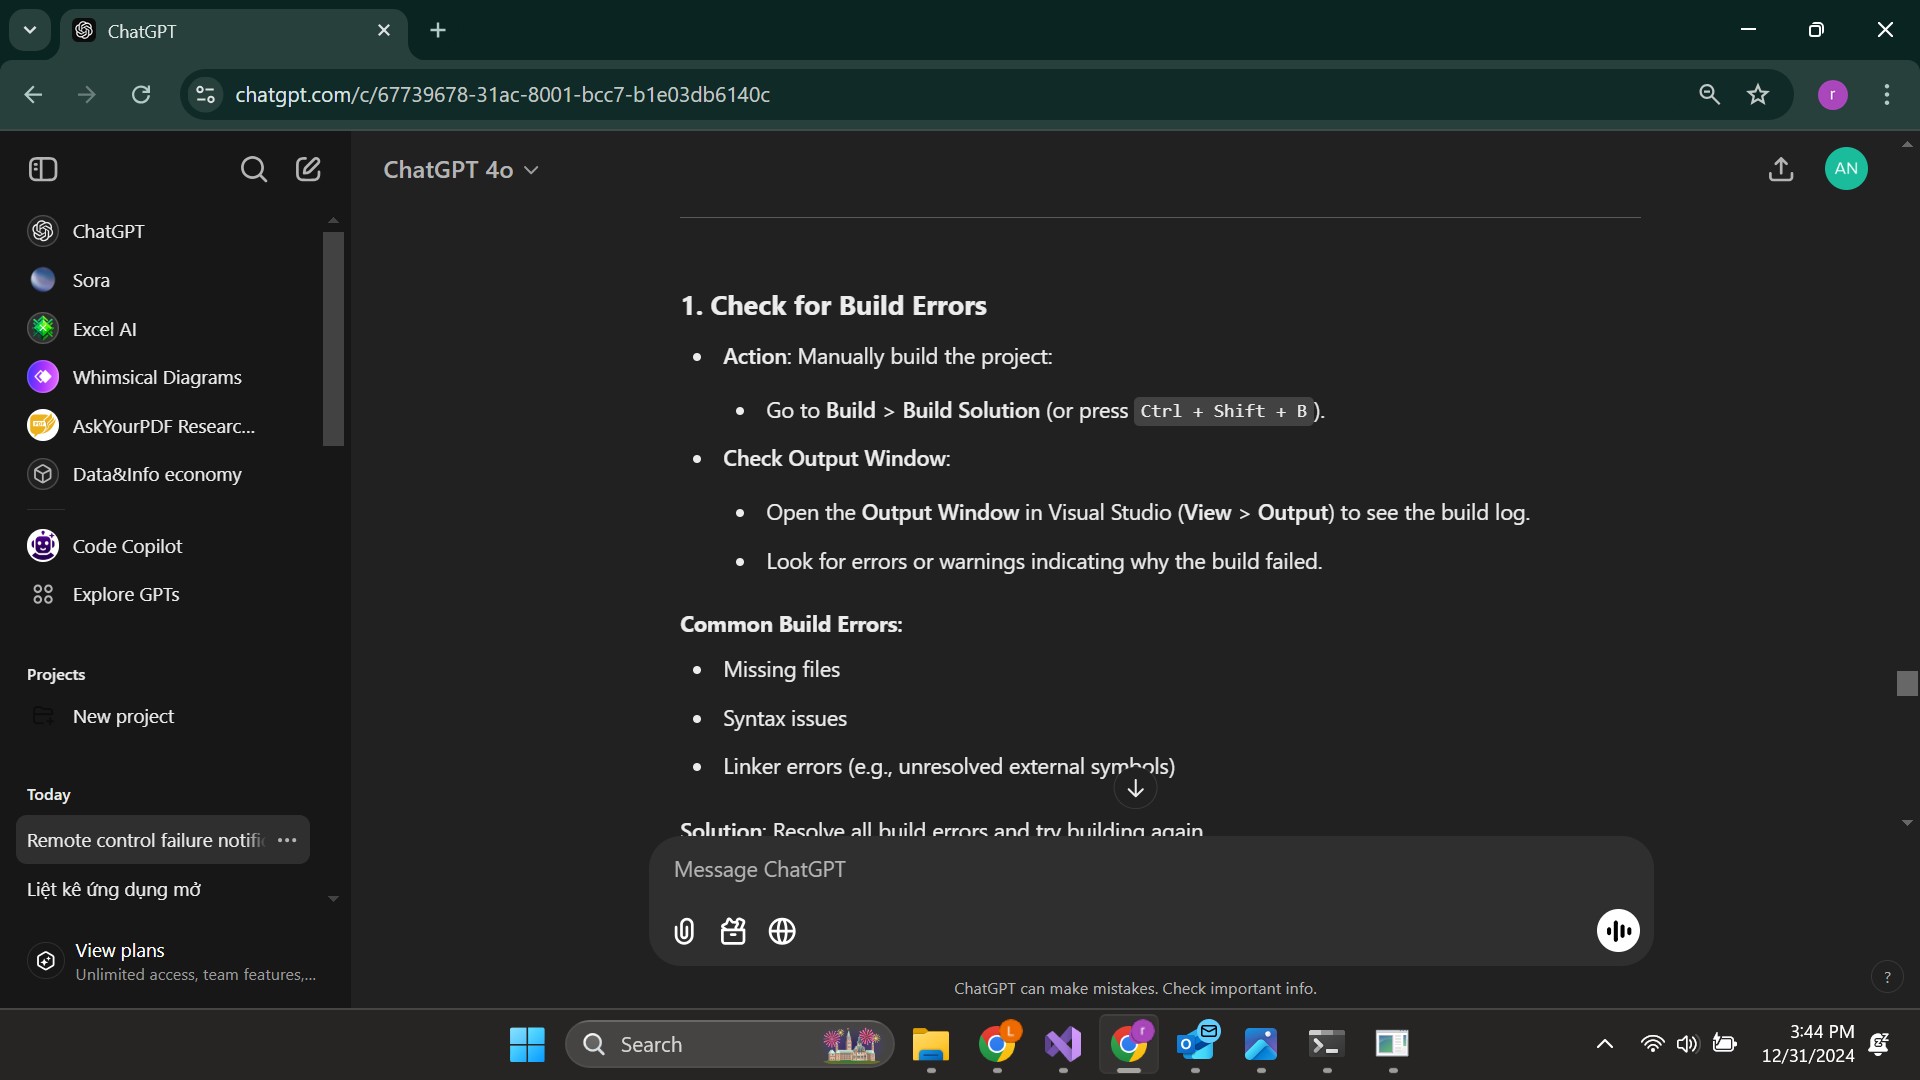 ChatGPT
chatgpt.com/c/67739678-31ac-8001-bcc7-b1e03db6140c
r
ChatGPT 4o
AN
ChatGPT
Sora
Excel AI
Whimsical Diagrams
AskYourPDF Researc...
Data&Info economy
Code Copilot
Explore GPTs
Projects
New project
Today
Remote control failure notific
Liệt kê ứng dụng mở
View plans
Unlimited access, team features,...
1. Check for Build Errors
Action: Manually build the project:
Go to Build > Build Solution (or press Ctrl + Shift + B).
Check Output Window:
Open the Output Window in Visual Studio (View > Output) to see the build log.
Look for errors or warnings indicating why the build failed.
Common Build Errors:
Missing files
Syntax issues
Linker errors (e.g., unresolved external symbols)
Solution: Resolve all build errors and try building again
Message ChatGPT
ChatGPT can make mistakes. Check important info.
?
Search
L
r
3:44 PM
12/31/2024